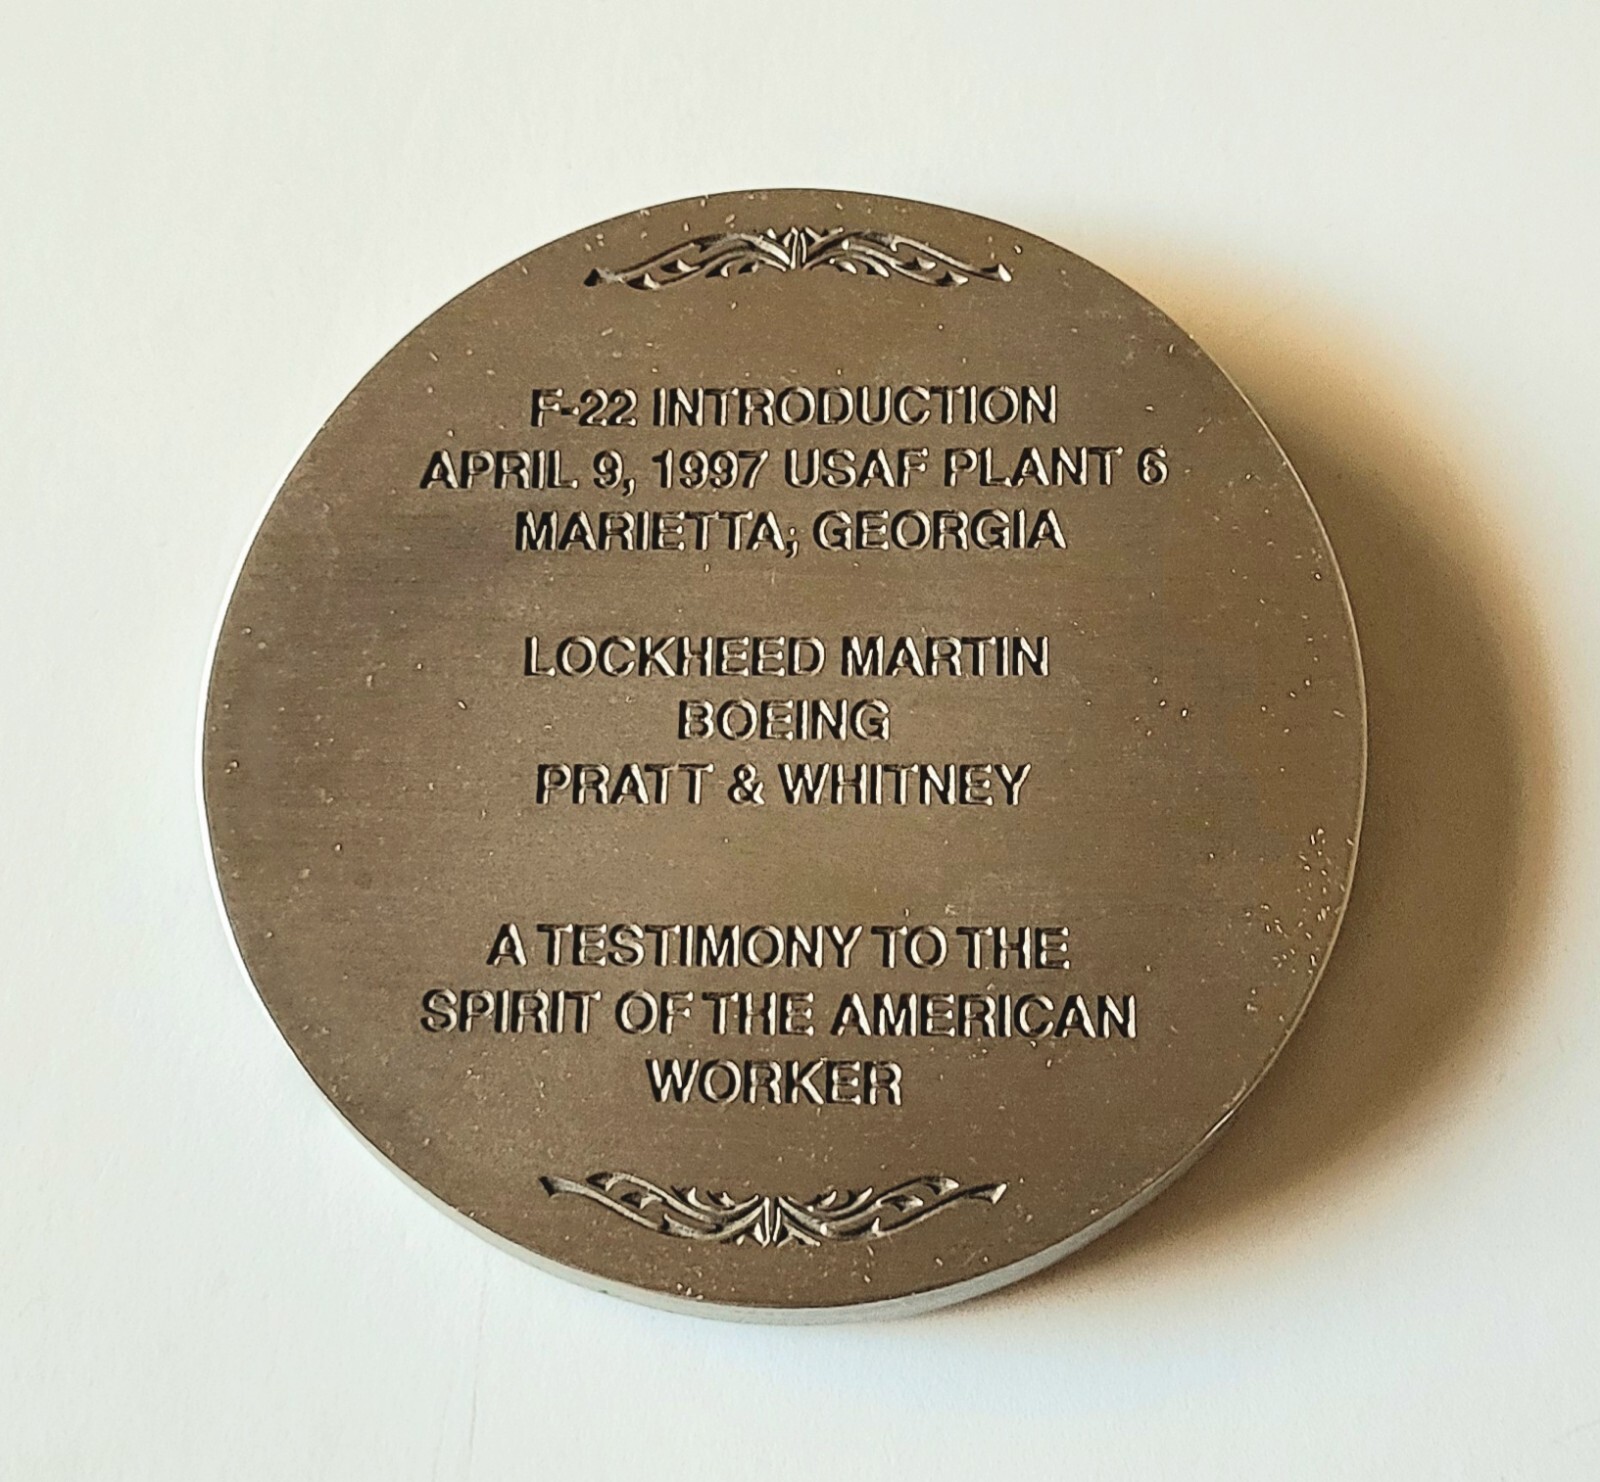 F-22 INTRODUCTION
APRIL 9, 1997 USAF PLANT 6
MARIETTA; GEORGIA
LOCKHEED MARTIN
BOEING
PRATT & WHITNEY
A TESTIMONY TO THE
SPIRIT OF THE AMERICAN
WORKER